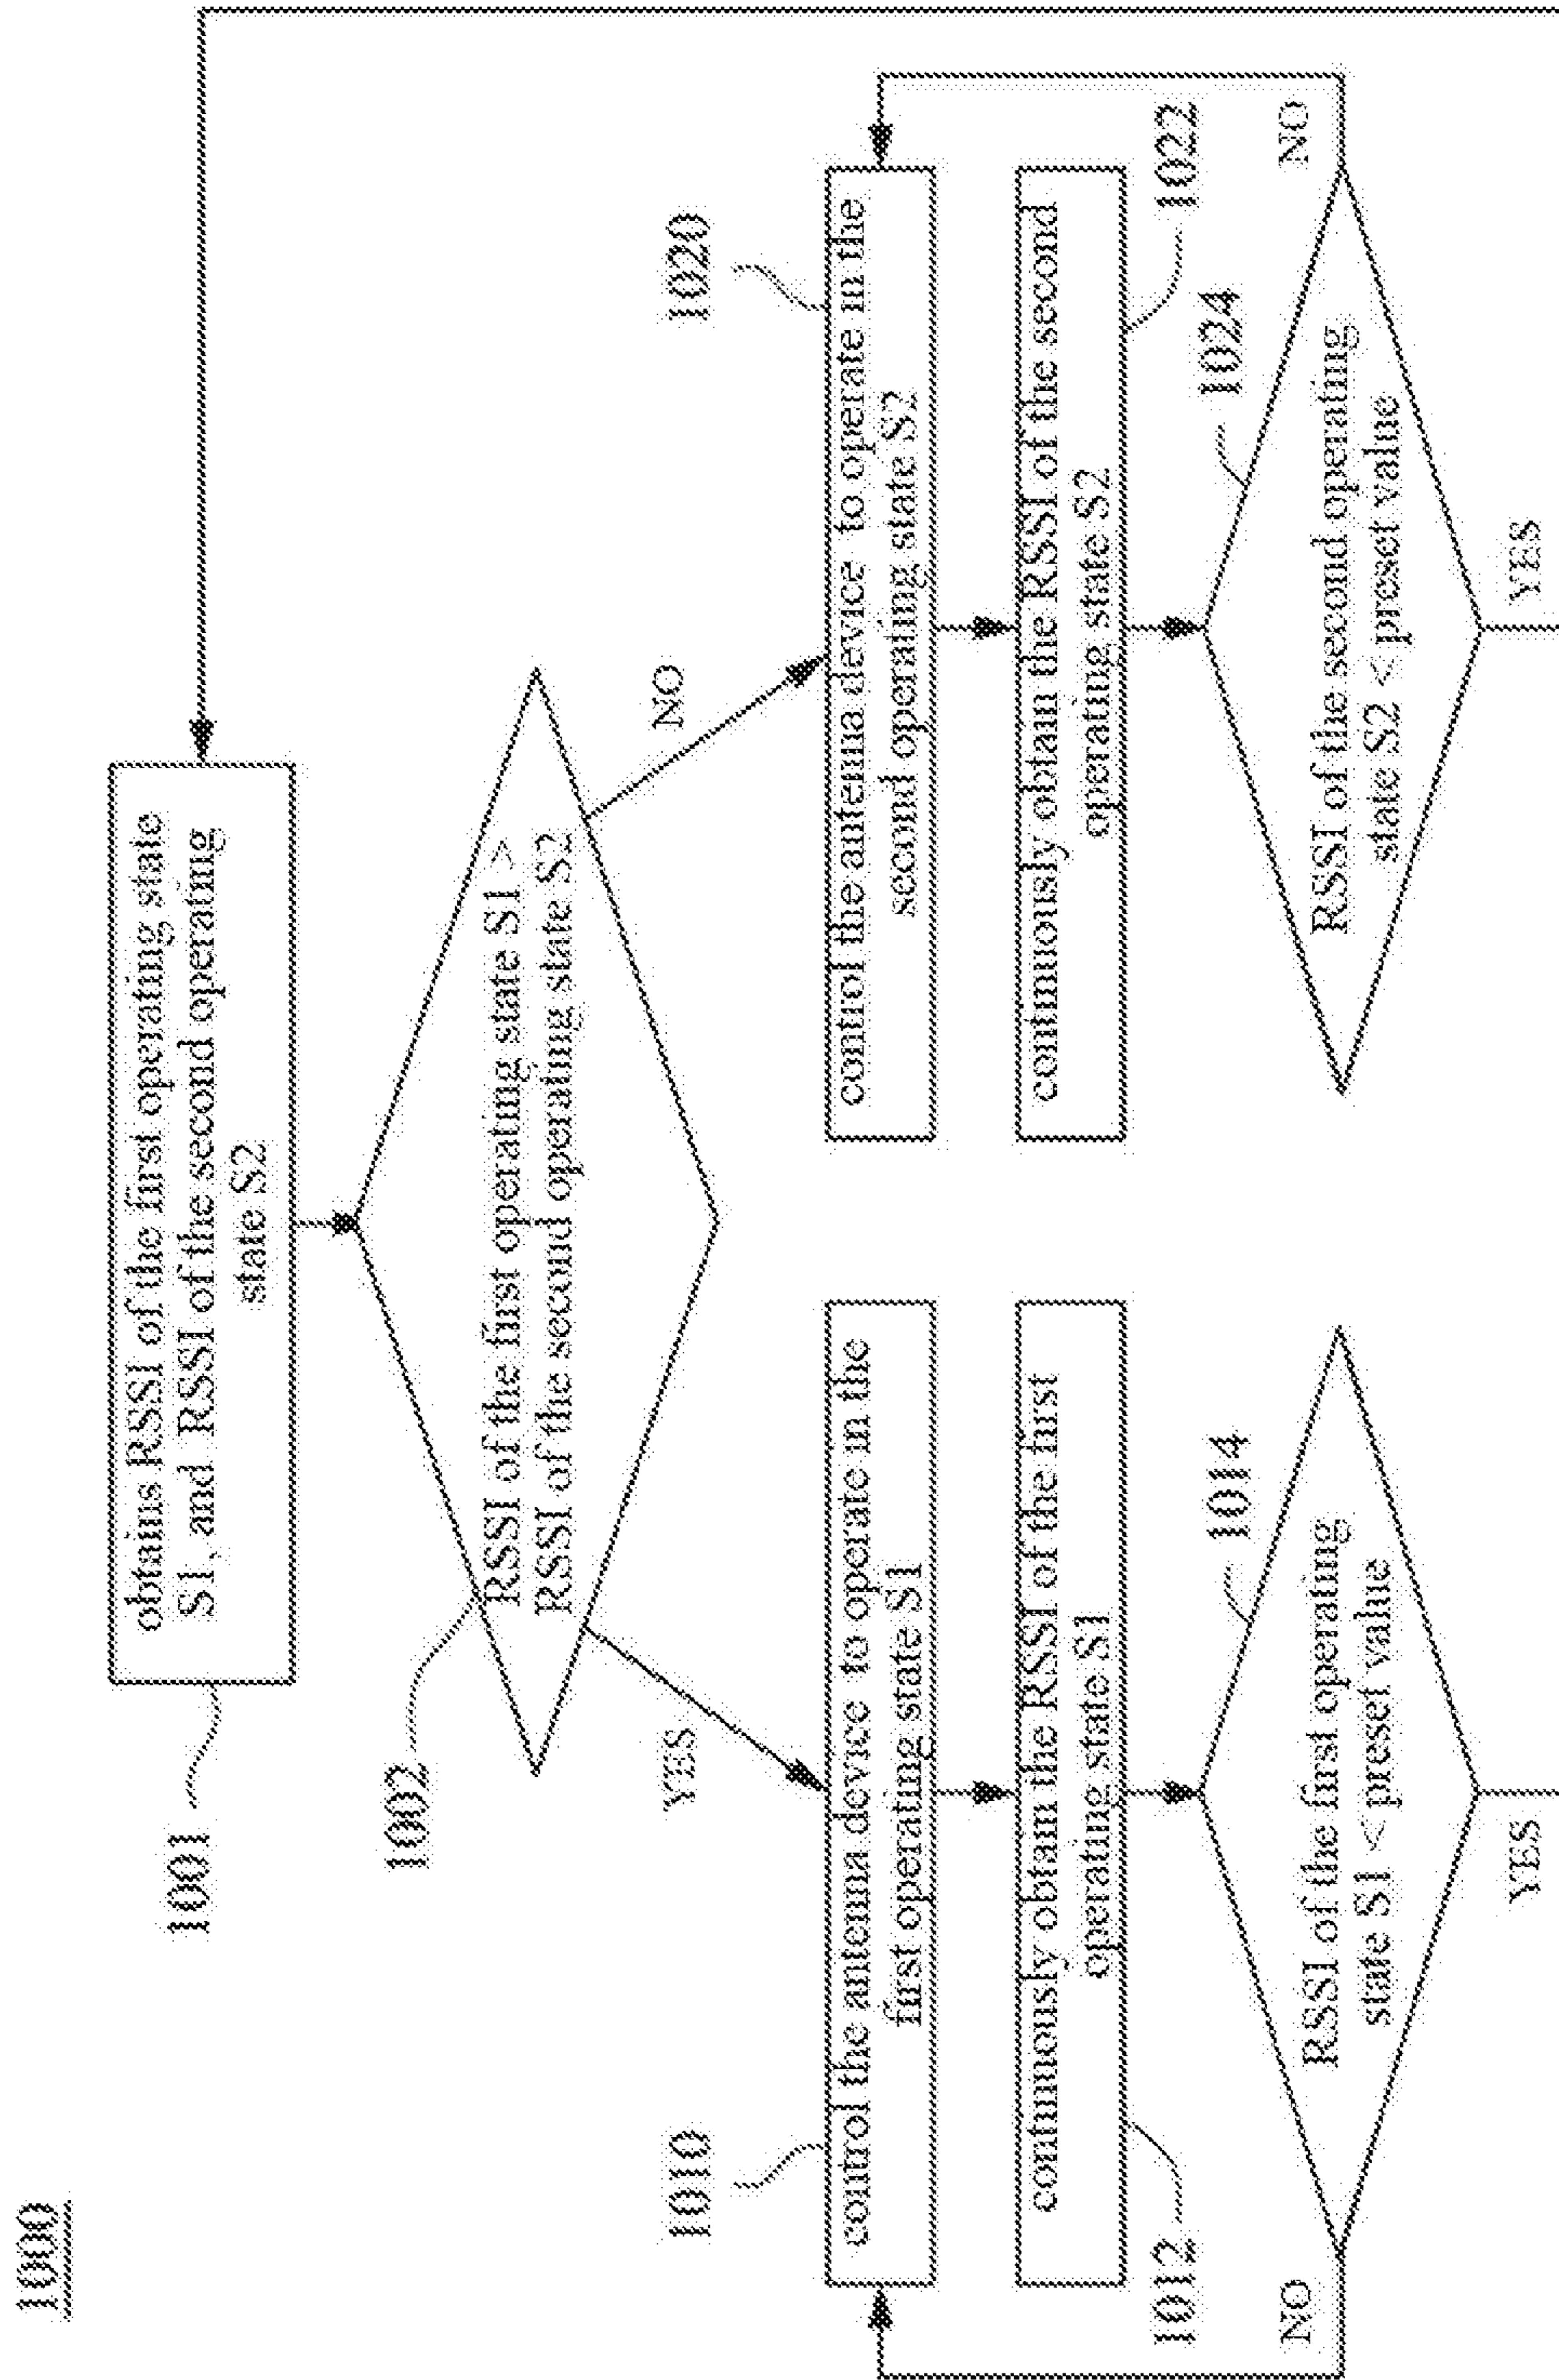 1000
1001
obtains RSSI of the first operating state
S1, and RSSI of the second operating
state S2
1002
RSSI of the first operating state S1 >
RSSI of the second operating state S2
YES
NO
1010
control the antenna device to operate in the
first operating state S1
1020
control the antenna device to operate in the
second operating state S2
continuously obtain the RSSI of the first
operating state S1
1012
continuously obtain the RSSI of the second
operating state S2
1022
1014
RSSI of the first operating
state S1 < preset value
NO
YES
1024
RSSI of the second operating
state S2 < preset value
NO
YES